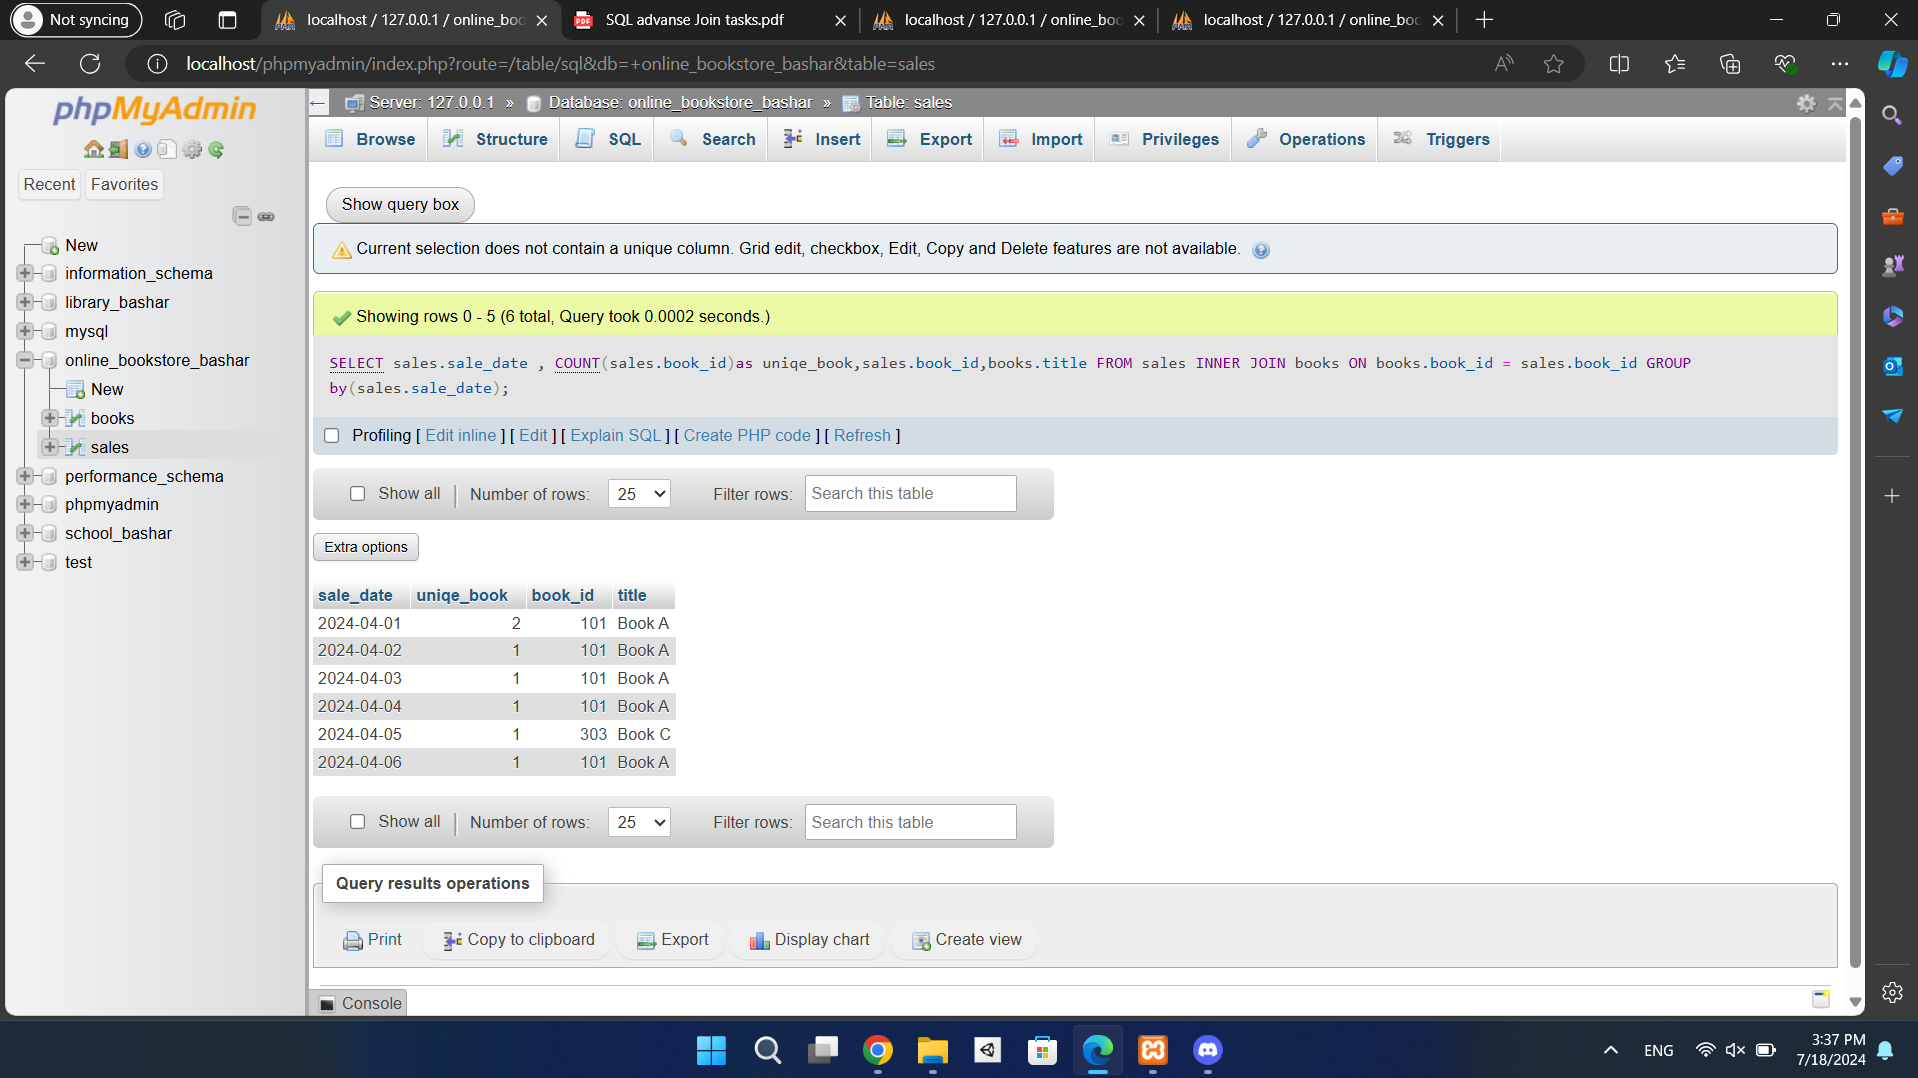 Not syncing
localhost / 127.0.0.1 / online_boo
SQL advanse Join tasks.pdf
localhost / 127.0.0.1 / online_boo
localhost / 127.0.0.1 / online_boo
localhost/phpmyadmin/index.php?route=/table/sql&db=+online_bookstore_bashar&table=sales
phpMyAdmin
Recent
Favorites
New
information_schema
library_bashar
mysql
online_bookstore_bashar
New
books
sales
performance_schema
phpmyadmin
school_bashar
test
Server: 127.0.0.1 » Database: online_bookstore_bashar » Table: sales
Browse Structure SQL Search Insert Export Import Privileges Operations Triggers
Show query box
Current selection does not contain a unique column. Grid edit, checkbox, Edit, Copy and Delete features are not available.
Showing rows 0 - 5 (6 total, Query took 0.0002 seconds.)
SELECT sales.sale_date , COUNT(sales.book_id)as uniqe_book,sales.book_id,books.title FROM sales INNER JOIN books ON books.book_id = sales.book_id GROUP
by(sales.sale_date);
Profiling [ Edit inline ] [ Edit ] [ Explain SQL ] [ Create PHP code ] [ Refresh ]
Show all Number of rows: 25 Filter rows: Search this table
Extra options
sale_date uniqe_book book_id title
2024-04-01 2 101 Book A
2024-04-02 1 101 Book A
2024-04-03 1 101 Book A
2024-04-04 1 101 Book A
2024-04-05 1 303 Book C
2024-04-06 1 101 Book A
Show all Number of rows: 25 Filter rows: Search this table
Query results operations
Print Copy to clipboard Export Display chart Create view
Console
ENG
3:37 PM
7/18/2024